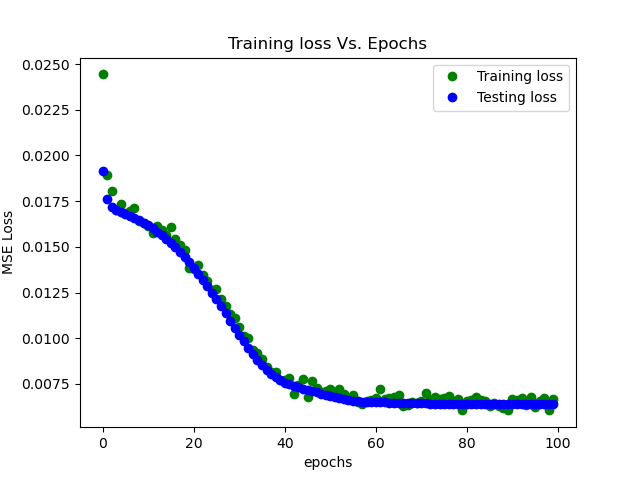 Training loss Vs. Epochs
0.0250
0.0225
0.0200
0.0175
0.0150
0.0125
0.0100
0.0075
MSE Loss
Training loss
Testing loss
0 20 40 60 80 100
epochs